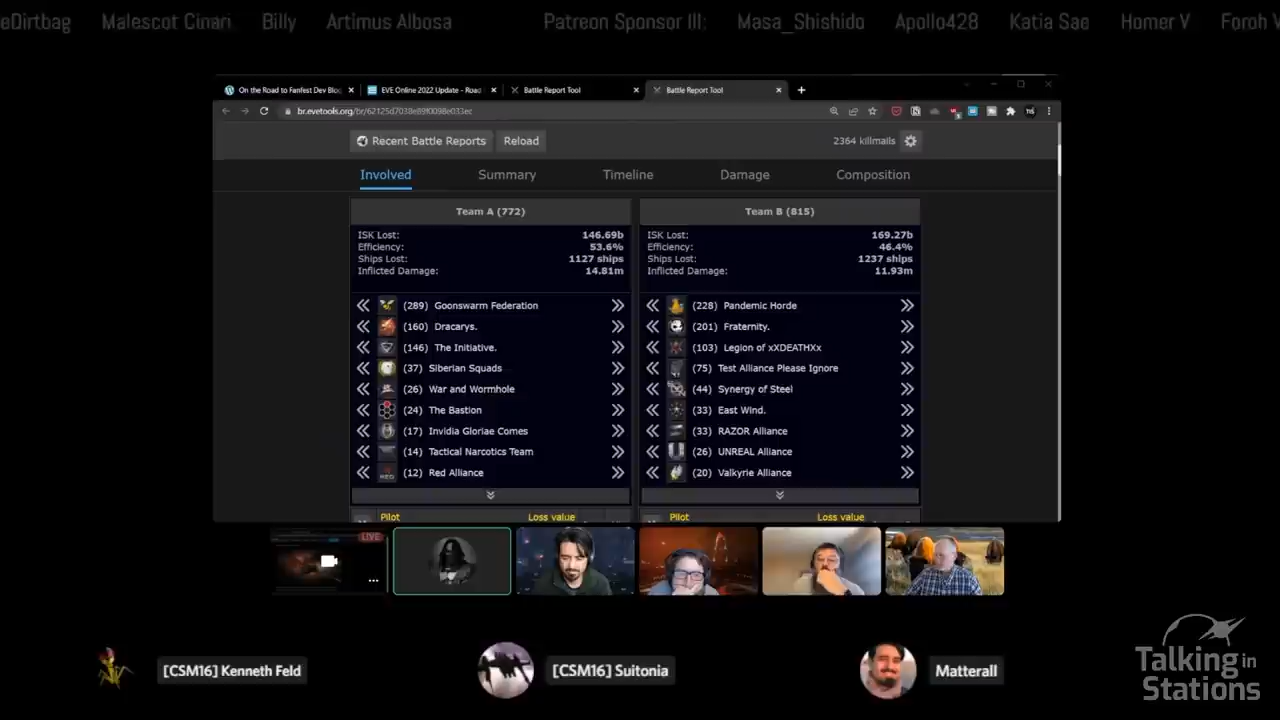 eDirtbag Malescot Cinari Billy Artimus Albosa Patreon Sponsor III: Masa_Shishido Apollo428 Katia Sae Homer V Foroh
On the Road to Fanfest Dev Blo
EVE Online 2022 Update - Road
Battle Report Tool
Battle Report Tool
Recent Battle Reports Reload 2364 killmails
Involved Summary Timeline Damage Composition
Team A (772)
ISK Lost: 146.69b
Efficiency: 53.6%
Ships Lost: 1127 ships
Inflicted Damage: 14.81m
(289) Goonswarm Federation
(160) Dracarys.
(146) The Initiative.
(37) Siberian Squads
(26) War and Wormhole
(24) The Bastion
(17) Invidia Gloriae Comes
(14) Tactical Narcotics Team
(12) Red Alliance
Pilot Loss value
Team B (815)
ISK Lost: 169.27b
Efficiency: 46.4%
Ships Lost: 1237 ships
Inflicted Damage: 11.93m
(228) Pandemic Horde
(201) Fraternity.
(103) Legion of xXDEATHXx
(75) Test Alliance Please Ignore
(44) Synergy of Steel
(33) East Wind.
(33) RAZOR Alliance
(26) UNREAL Alliance
(20) Valkyrie Alliance
Pilot Loss value
LIVE
[CSM16] Kenneth Feld
[CSM16] Suitonia
Matterall
Talking in
Stations